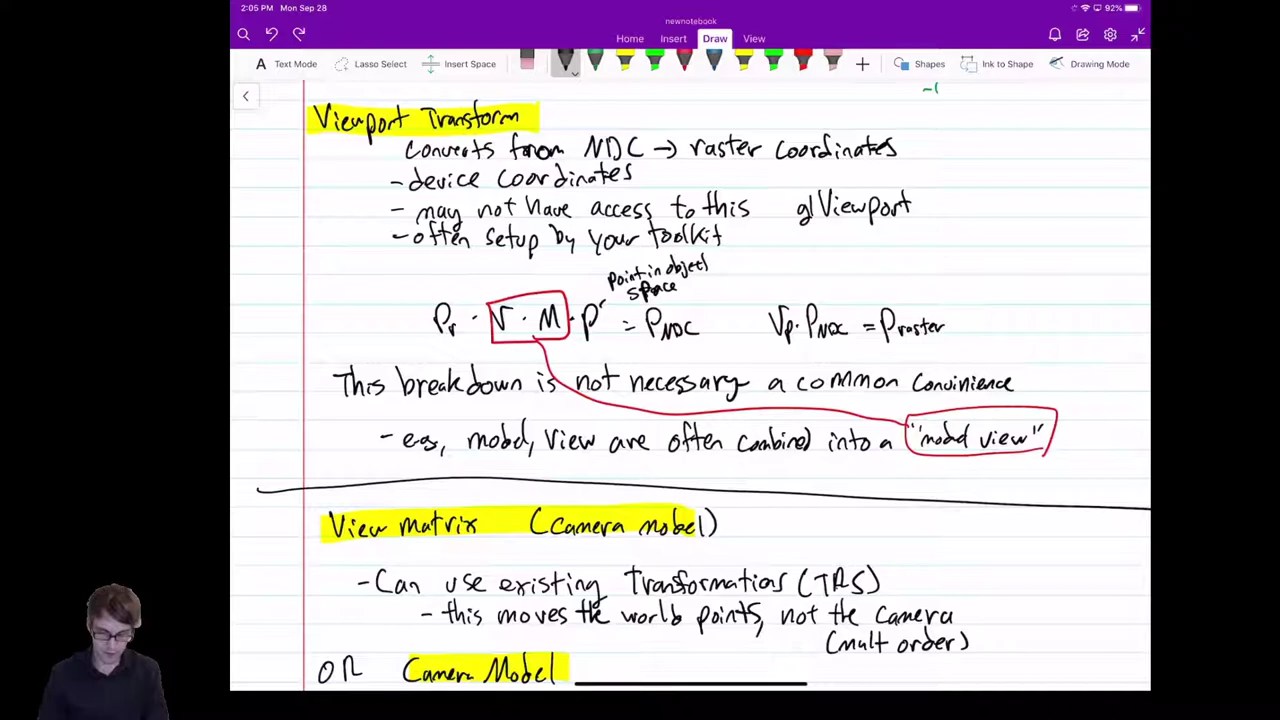 2:05 PM Mon Sep 28
92%
newnotebook
Home Insert Draw View
Text Mode Lasso Select Insert Space Shapes Ink to Shape Drawing Mode
-1
Viewport Transform
converts from NDC → raster coordinates
- device coordinates
- may not have access to this glViewport
- often setup by your toolkit
point in object
space
Pr · V · M · P = PNDC Vp · PNDC = Praster
This breakdown is not necessary a common convinience
- e.g, model, view are often combined into a "model view"
View matrix (Camera model)
- Can use existing transformations (TRS)
- this moves the world points, not the camera
(mult order)
OR Camera Model